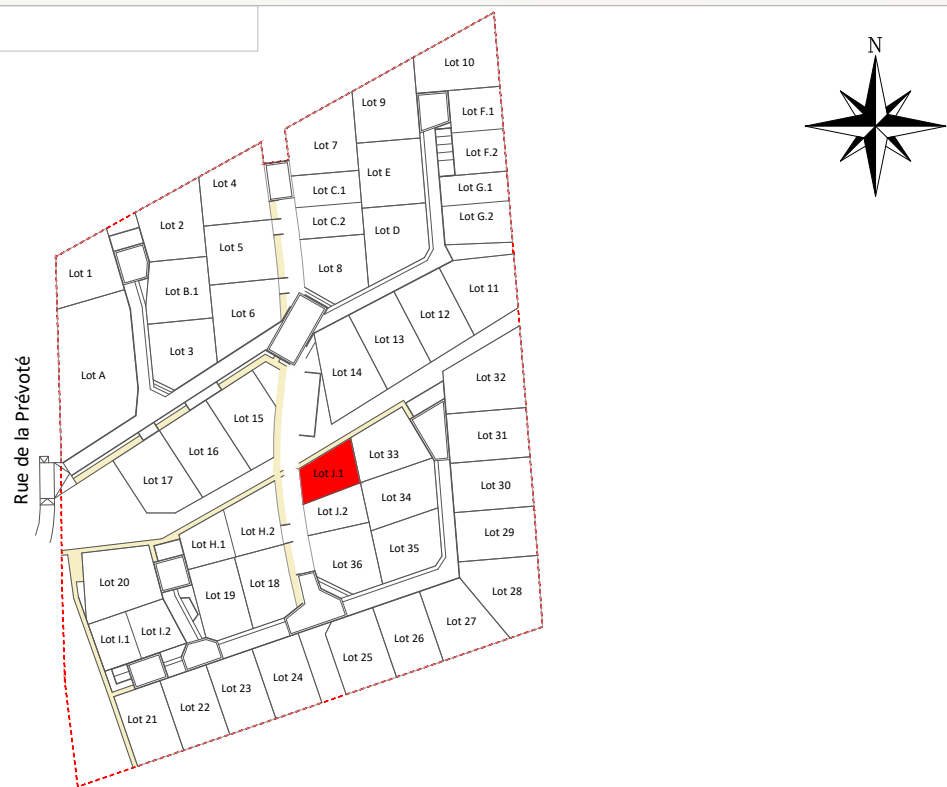 N
Lot 10
Lot 9
Lot F.1
Lot 7
Lot F.2
Lot E
Lot 4
Lot C.1
Lot G.1
Lot 2
Lot C.2
Lot G.2
Lot D
Lot 5
Lot 1
Lot 8
Lot B.1
Lot 11
Lot 6
Lot 12
Lot 13
Lot 3
Lot A
Lot 14
Lot 32
Rue de la Prévoté
Lot 15
Lot 31
Lot 16
Lot 33
Lot J.1
Lot 17
Lot 30
Lot 34
Lot J.2
Lot H.2
Lot 29
Lot H.1
Lot 35
Lot 36
Lot 20
Lot 18
Lot 28
Lot 19
Lot 27
Lot I.2
Lot I.1
Lot 26
Lot 25
Lot 24
Lot 23
Lot 22
Lot 21